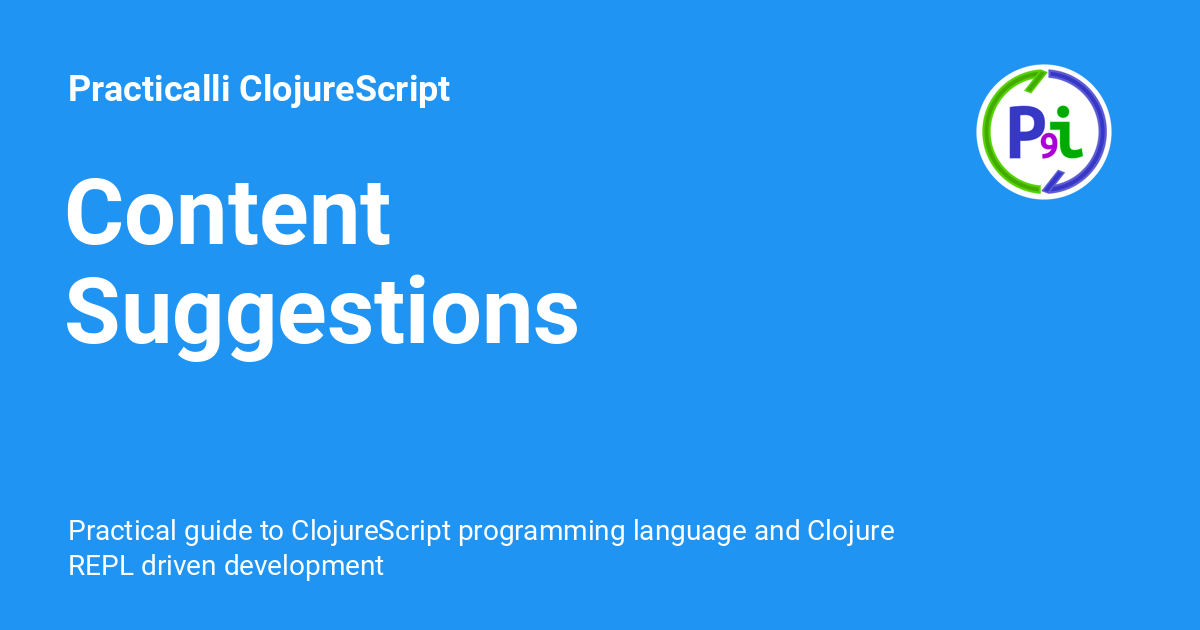 Practicalli ClojureScript
P9i
Content
Suggestions
Practical guide to ClojureScript programming language and Clojure
REPL driven development